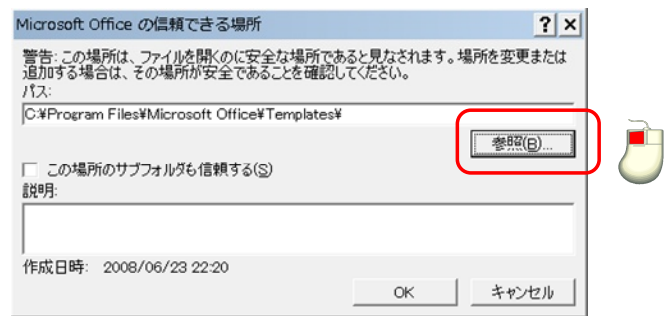 Microsoft Office の信頼できる場所
警告: この場所は、ファイルを開くのに安全な場所であると見なされます。場所を変更または
追加する場合は、その場所が安全であることを確認してください。
パス:
C:¥Program Files¥Microsoft Office¥Templates¥
参照(B)...
この場所のサブフォルダも信頼する(S)
説明:
作成日時: 2008/06/23 22:20
OK キャンセル